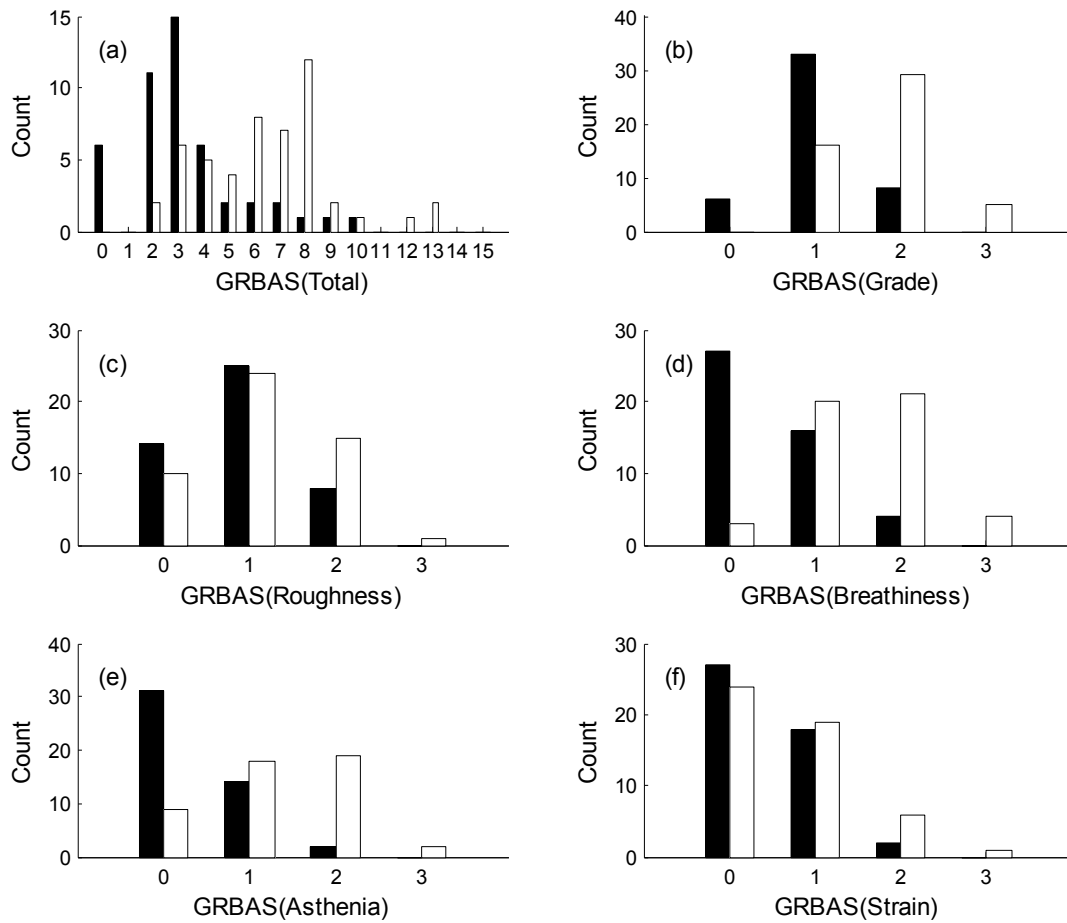 (a)
Count
15
10
5
0
0 1 2 3 4 5 6 7 8 9 10 11 12 13 14 15
GRBAS(Total)
(b)
Count
40
30
20
10
0
0 1 2 3
GRBAS(Grade)
(c)
Count
30
20
10
0
0 1 2 3
GRBAS(Roughness)
(d)
Count
30
20
10
0
0 1 2 3
GRBAS(Breathiness)
(e)
Count
40
30
20
10
0
0 1 2 3
GRBAS(Asthenia)
(f)
Count
30
20
10
0
0 1 2 3
GRBAS(Strain)